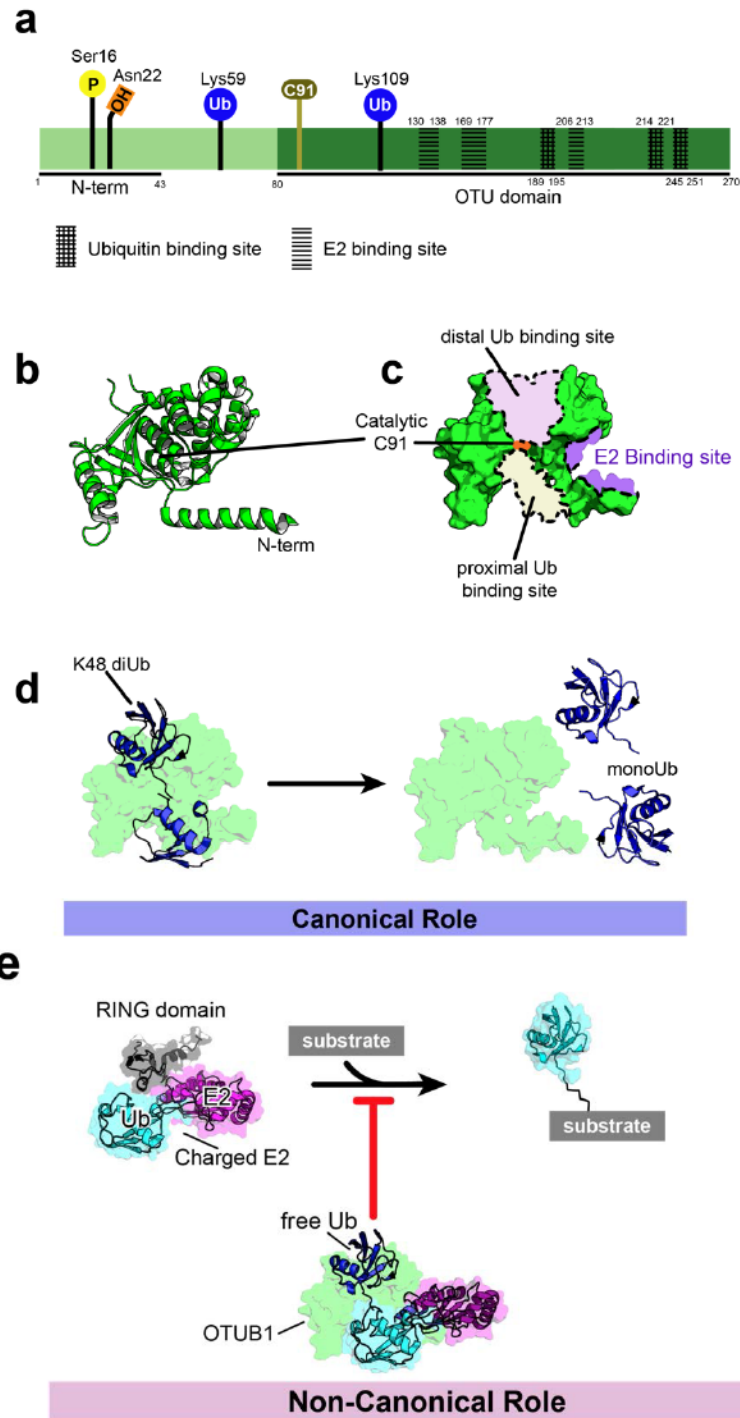 a
Ser16
P
Asn22
OH
Lys59
Ub
C91
Lys109
Ub
130 138 169 177 206 213 214 221
1
N-term
43
80
189 195
245 251
270
OTU domain
Ubiquitin binding site
E2 binding site
b
c
distal Ub binding site
Catalytic
C91
E2 Binding site
N-term
proximal Ub
binding site
d
K48 diUb
monoUb
Canonical Role
e
RING domain
substrate
E2
Ub
Charged E2
substrate
free Ub
OTUB1
Non-Canonical Role